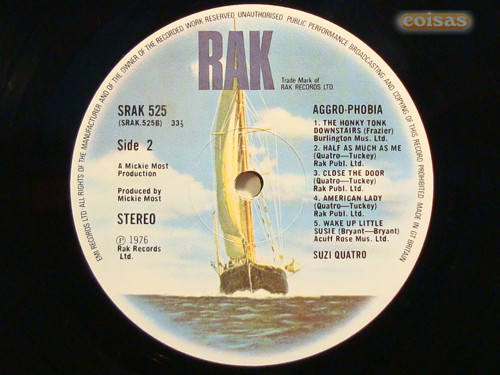 eoisas
EMI RECORDS LTD ALL RIGHTS OF THE MANUFACTURER AND OF THE OWNER OF THE RECORDED WORK RESERVED UNAUTHORISED PUBLIC PERFORMANCE BROADCASTING AND COPYING OF THIS RECORD PROHIBITED MADE IN GT BRITAIN
RAK
Trade Mark of
RAK RECORDS LTD.
SRAK 525
(SRAK.525B) 33⅓
Side 2
A Mickie Most
Production
Produced by
Mickie Most
STEREO
Ⓟ 1976
Rak Records
Ltd.
AGGRO-PHOBIA
1. THE HONKY TONK
DOWNSTAIRS (Frazier)
Burlington Mus. Ltd.
2. HALF AS MUCH AS ME
(Quatro—Tuckey)
Rak Publ. Ltd.
3. CLOSE THE DOOR
(Quatro—Tuckey)
Rak Publ. Ltd.
4. AMERICAN LADY
(Quatro—Tuckey)
Rak Publ. Ltd.
5. WAKE UP LITTLE
SUSIE (Bryant—Bryant)
Acuff Rose Mus. Ltd.
SUZI QUATRO